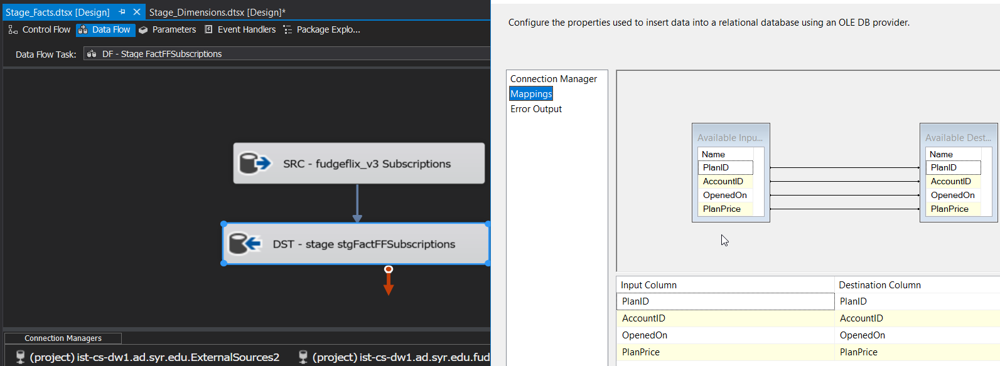 Stage_Facts.dtsx [Design] Stage_Dimensions.dtsx [Design]*
Control Flow Data Flow Parameters Event Handlers Package Explo...
Data Flow Task: DF - Stage FactFFSubscriptions
SRC - fudgeflix_v3 Subscriptions
DST - stage stgFactFFSubscriptions
Connection Managers
(project) ist-cs-dw1.ad.syr.edu.ExternalSources2 (project) ist-cs-dw1.ad.syr.edu.fud
Configure the properties used to insert data into a relational database using an OLE DB provider.
Connection Manager
Mappings
Error Output
Available Inpu... Available Dest...
Name Name
PlanID PlanID
AccountID AccountID
OpenedOn OpenedOn
PlanPrice PlanPrice
Input Column Destination Column
PlanID PlanID
AccountID AccountID
OpenedOn OpenedOn
PlanPrice PlanPrice